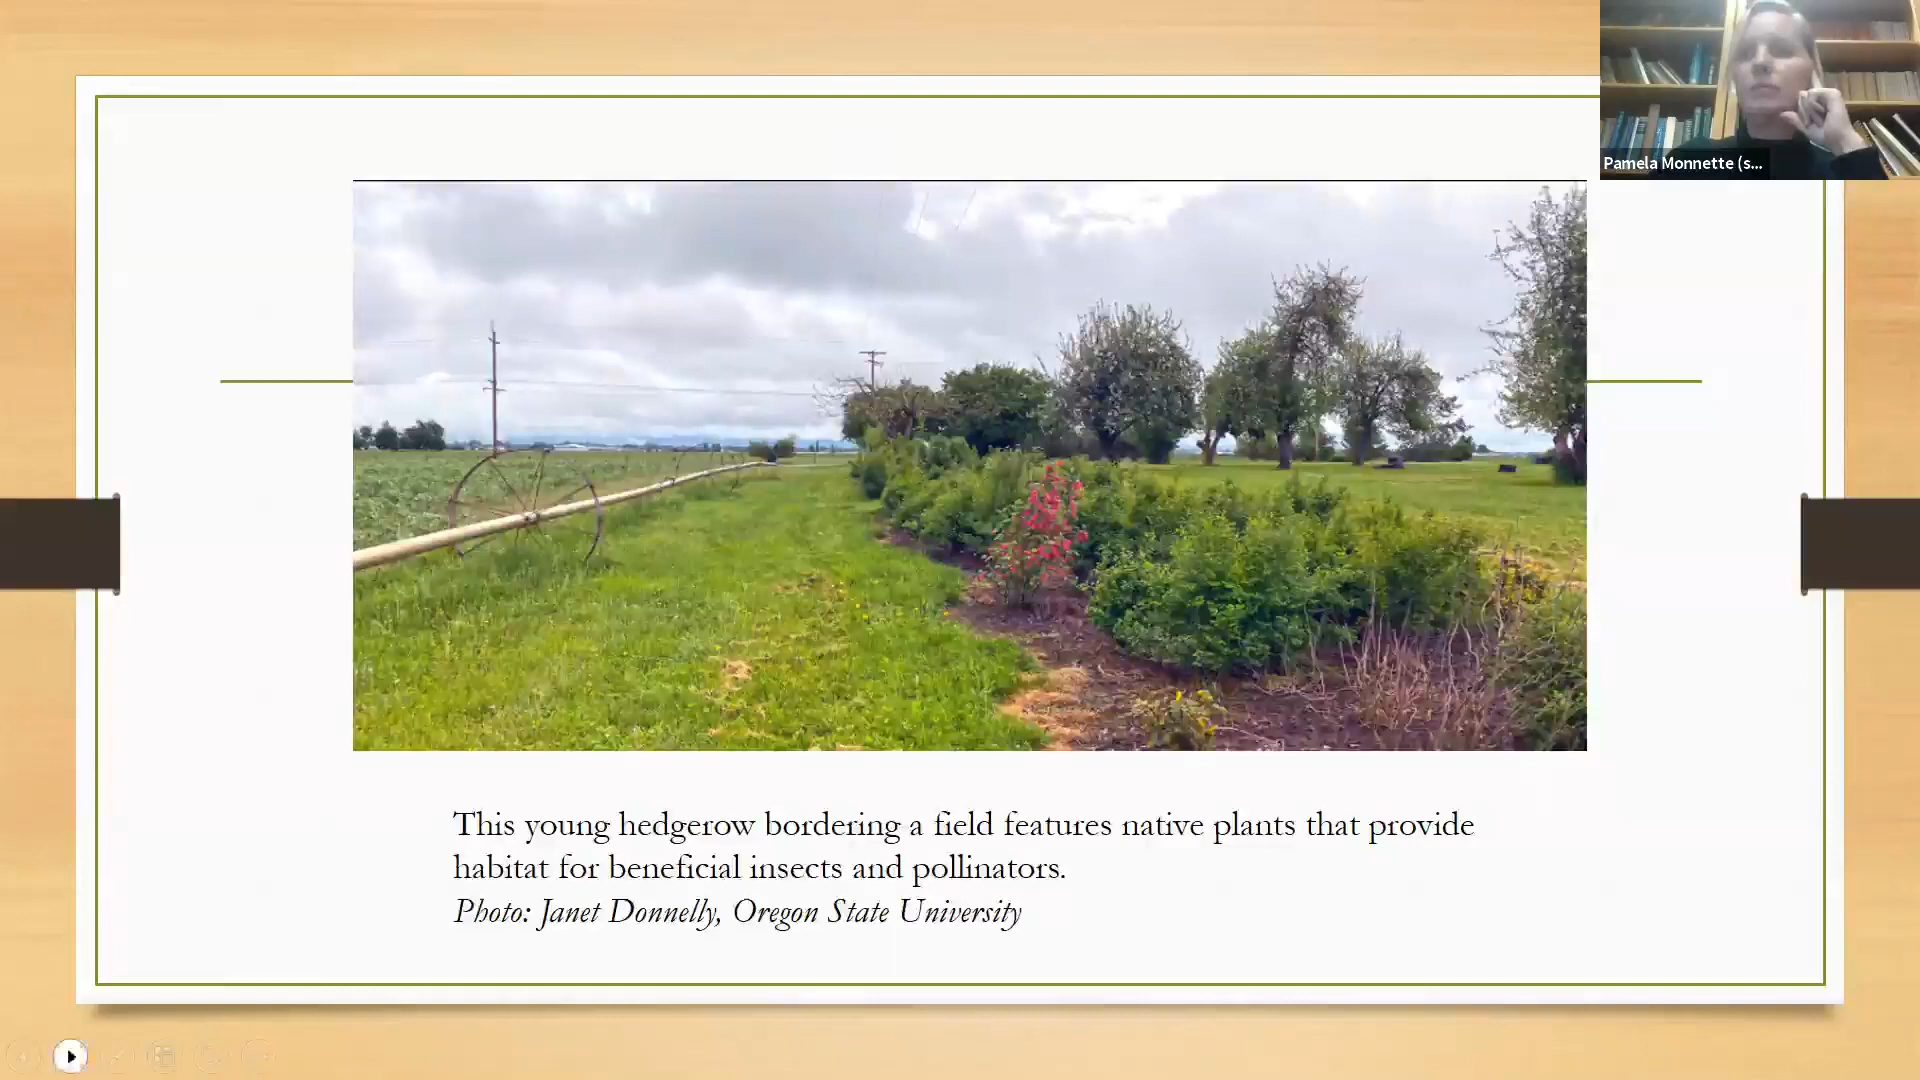 Pamela Monnette (s...
This young hedgerow bordering a field features native plants that provide
habitat for beneficial insects and pollinators.
Photo: Janet Donnelly, Oregon State University